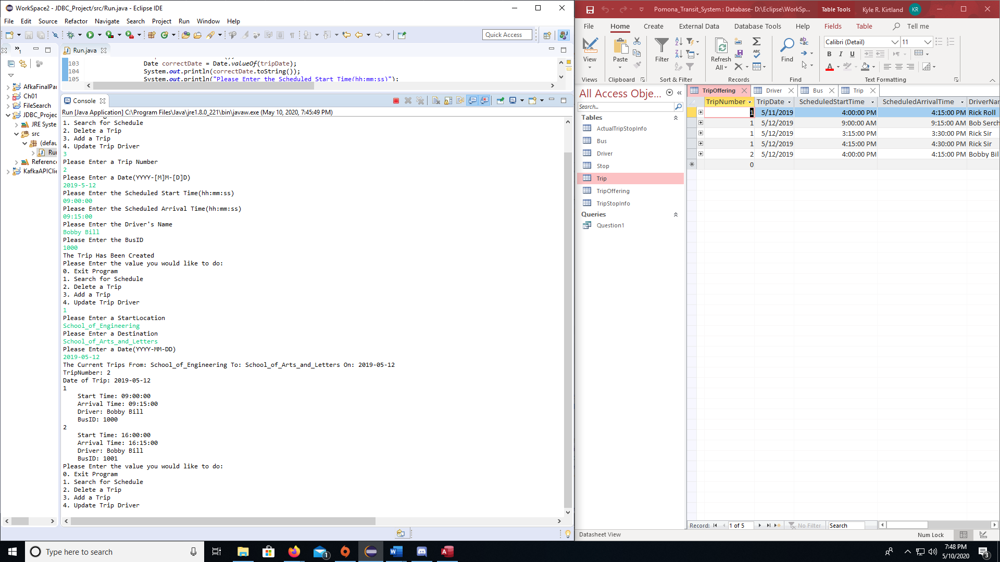 WorkSpace2 - JDBC_Project/src/Run.java - Eclipse IDE
File Edit Source Refactor Navigate Search Project Run Window Help
Quick Access
Run.java
103 Date correctDate = Date.valueOf(tripDate);
104 System.out.println(correctDate.toString());
105 System.out.println("Please Enter the Scheduled Start Time(hh:mm:ss)");
AfkaFinalPar
Ch01
FileSearch
JDBC_Projec
JRE Syste
src
(defau
Run
Referenc
KafkaAPIClie
Console
Run [Java Application] C:\Program Files\Java\jre1.8.0_221\bin\javaw.exe (May 10, 2020, 7:45:49 PM)
1. Search for Schedule
2. Delete a Trip
3. Add a Trip
4. Update Trip Driver
3
Please Enter a Trip Number
2
Please Enter a Date(YYYY-[M]M-[D]D)
2019-5-12
Please Enter the Scheduled Start Time(hh:mm:ss)
09:00:00
Please Enter the Scheduled Arrival Time(hh:mm:ss)
09:15:00
Please Enter the Driver's Name
Bobby Bill
Please Enter the BusID
1000
The Trip Has Been Created
Please Enter the value you would like to do:
0. Exit Program
1. Search for Schedule
2. Delete a Trip
3. Add a Trip
4. Update Trip Driver
1
Please Enter a StartLocation
School_of_Engineering
Please Enter a Destination
School_of_Arts_and_Letters
Please Enter a Date(YYYY-MM-DD)
2019-05-12
The Current Trips From: School_of_Engineering To: School_of_Arts_and_Letters On: 2019-05-12
TripNumber: 2
Date of Trip: 2019-05-12
1
Start Time: 09:00:00
Arrival Time: 09:15:00
Driver: Bobby Bill
BusID: 1000
2
Start Time: 16:00:00
Arrival Time: 16:15:00
Driver: Bobby Bill
BusID: 1001
Please Enter the value you would like to do:
0. Exit Program
1. Search for Schedule
2. Delete a Trip
3. Add a Trip
4. Update Trip Driver
Pomona_Transit_System : Database- D:\Eclipse\WorkSp... Table Tools Kyle R. Kirtland KR
File Home Create External Data Database Tools Help Fields Table Tell me
View Paste Filter Refresh All Find Calibri (Detail) 11
B I U
Views Clipboard Sort & Filter Records Find Text Formatting
All Access Obje...
Search...
Tables
ActualTripStopInfo
Bus
Driver
Stop
Trip
TripOffering
TripStopInfo
Queries
Question1
TripOffering Driver Bus Trip
TripNumber TripDate ScheduledStartTime ScheduledArrivalTime DriverNa
1 5/11/2019 4:00:00 PM 4:15:00 PM Rick Roll
1 5/12/2019 9:00:00 AM 9:15:00 AM Bob Serch
1 5/12/2019 3:15:00 PM 3:30:00 PM Rick Sir
1 5/12/2019 4:15:00 PM 4:30:00 PM Rick Sir
2 5/12/2019 4:00:00 PM 4:15:00 PM Bobby Bil
0
Record: 1 of 5 No Filter Search
Datasheet View Num Lock
Type here to search
1
7:48 PM
5/10/2020
3